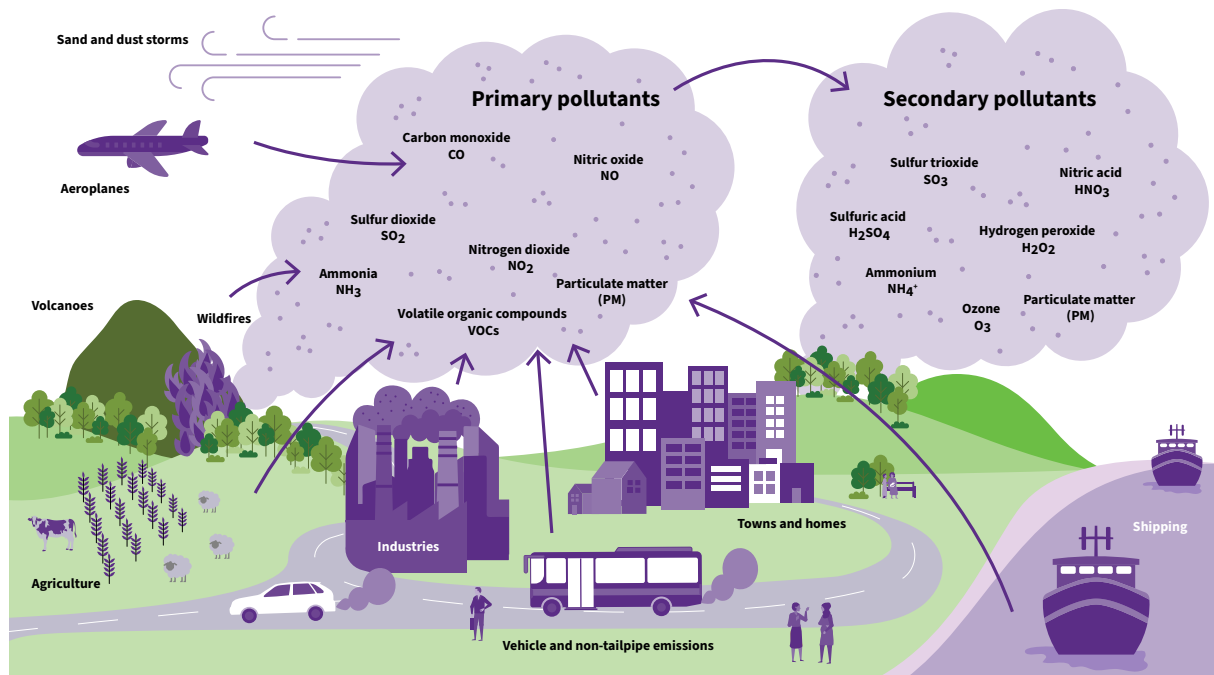 Sand and dust storms
Aeroplanes
Volcanoes
Wildfires
Agriculture
Industries
Vehicle and non-tailpipe emissions
Towns and homes
Shipping
Primary pollutants
Carbon monoxide
CO
Nitric oxide
NO
Sulfur dioxide
SO₂
Nitrogen dioxide
NO₂
Ammonia
NH₃
Particulate matter
(PM)
Volatile organic compounds
VOCs
Secondary pollutants
Sulfur trioxide
SO₃
Nitric acid
HNO₃
Sulfuric acid
H₂SO₄
Hydrogen peroxide
H₂O₂
Ammonium
NH₄⁺
Ozone
O₃
Particulate matter
(PM)